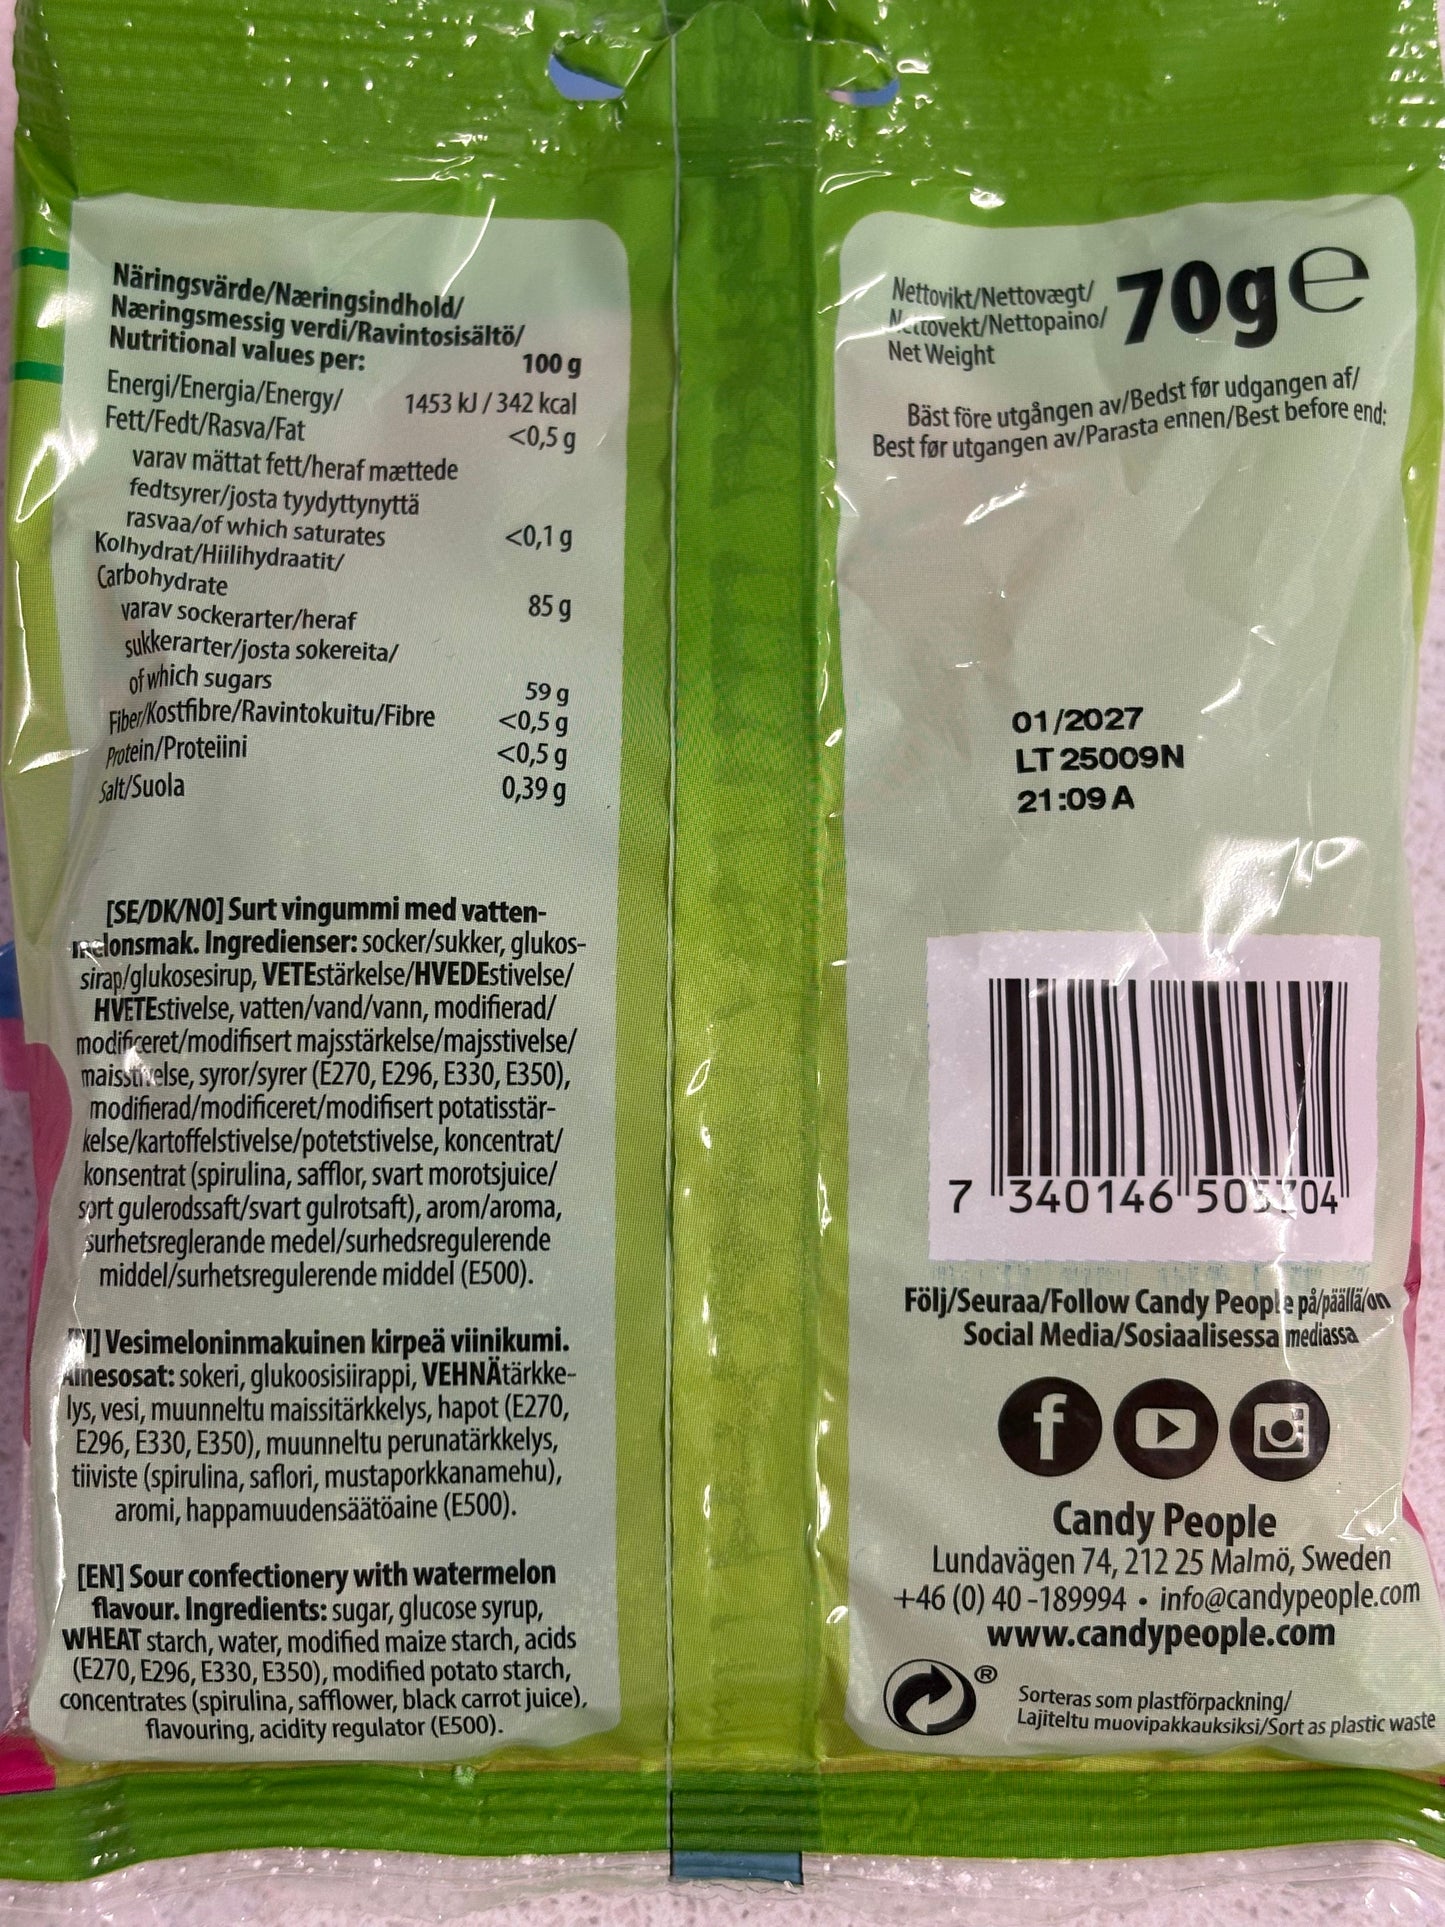 Näringsvärde/Næringsindhold/
Næringsmessig verdi/Ravintosisältö/
Nutritional values per: 100 g
Energi/Energia/Energy/ 1453 kJ / 342 kcal
Fett/Fedt/Rasva/Fat <0,5 g
varav mättat fett/heraf mættede
fedtsyrer/josta tyydyttynyttä
rasvaa/of which saturates <0,1 g
Kolhydrat/Hiilihydraatit/
Carbohydrate 85 g
varav sockerarter/heraf
sukkerarter/josta sokereita/
of which sugars 59 g
Fiber/Kostfibre/Ravintokuitu/Fibre <0,5 g
Protein/Proteiini <0,5 g
Salt/Suola 0,39 g
[SE/DK/NO] Surt vingummi med vatten-
melonsmak. Ingredienser: socker/sukker, glukos-
sirap/glukosesirup, VETEstärkelse/HVEDEstivelse/
HVETEstivelse, vatten/vand/vann, modifierad/
modificeret/modifisert majsstärkelse/majsstivelse/
maisstivelse, syror/syrer (E270, E296, E330, E350),
modifierad/modificeret/modifisert potatisstär-
kelse/kartoffelstivelse/potetstivelse, koncentrat/
konsentrat (spirulina, safflor, svart morotsjuice/
sort gulerodssaft/svart gulrotsaft), arom/aroma,
surhetsreglerande medel/surhedsregulerende
middel/surhetsregulerende middel (E500).
[FI] Vesimeloninmakuinen kirpeä viinikumi.
Ainesosat: sokeri, glukoosisiirappi, VEHNÄtärkke-
lys, vesi, muunneltu maissitärkkelys, hapot (E270,
E296, E330, E350), muunneltu perunatärkkelys,
tiiviste (spirulina, saflori, mustaporkkanamehu),
aromi, happamuudensäätöaine (E500).
[EN] Sour confectionery with watermelon
flavour. Ingredients: sugar, glucose syrup,
WHEAT starch, water, modified maize starch, acids
(E270, E296, E330, E350), modified potato starch,
concentrates (spirulina, safflower, black carrot juice),
flavouring, acidity regulator (E500).
Nettovikt/Nettovægt/
Nettovekt/Nettopaino/
Net Weight
70g e
Bäst före utgången av/Bedst før udgangen af/
Best før utgangen av/Parasta ennen/Best before end:
01/2027
LT 25009N
21:09 A
7 340146
Följ/Seuraa/Follow Candy People på/päällä/on
Social Media/Sosiaalisessa mediassa
Candy People
Lundavägen 74, 212 25 Malmö, Sweden
+46 (0) 40 -189994 • info@candypeople.com
www.candypeople.com
®
Sorteras som plastförpackning/
Lajiteltu muovipakkauksiksi/Sort as plastic waste